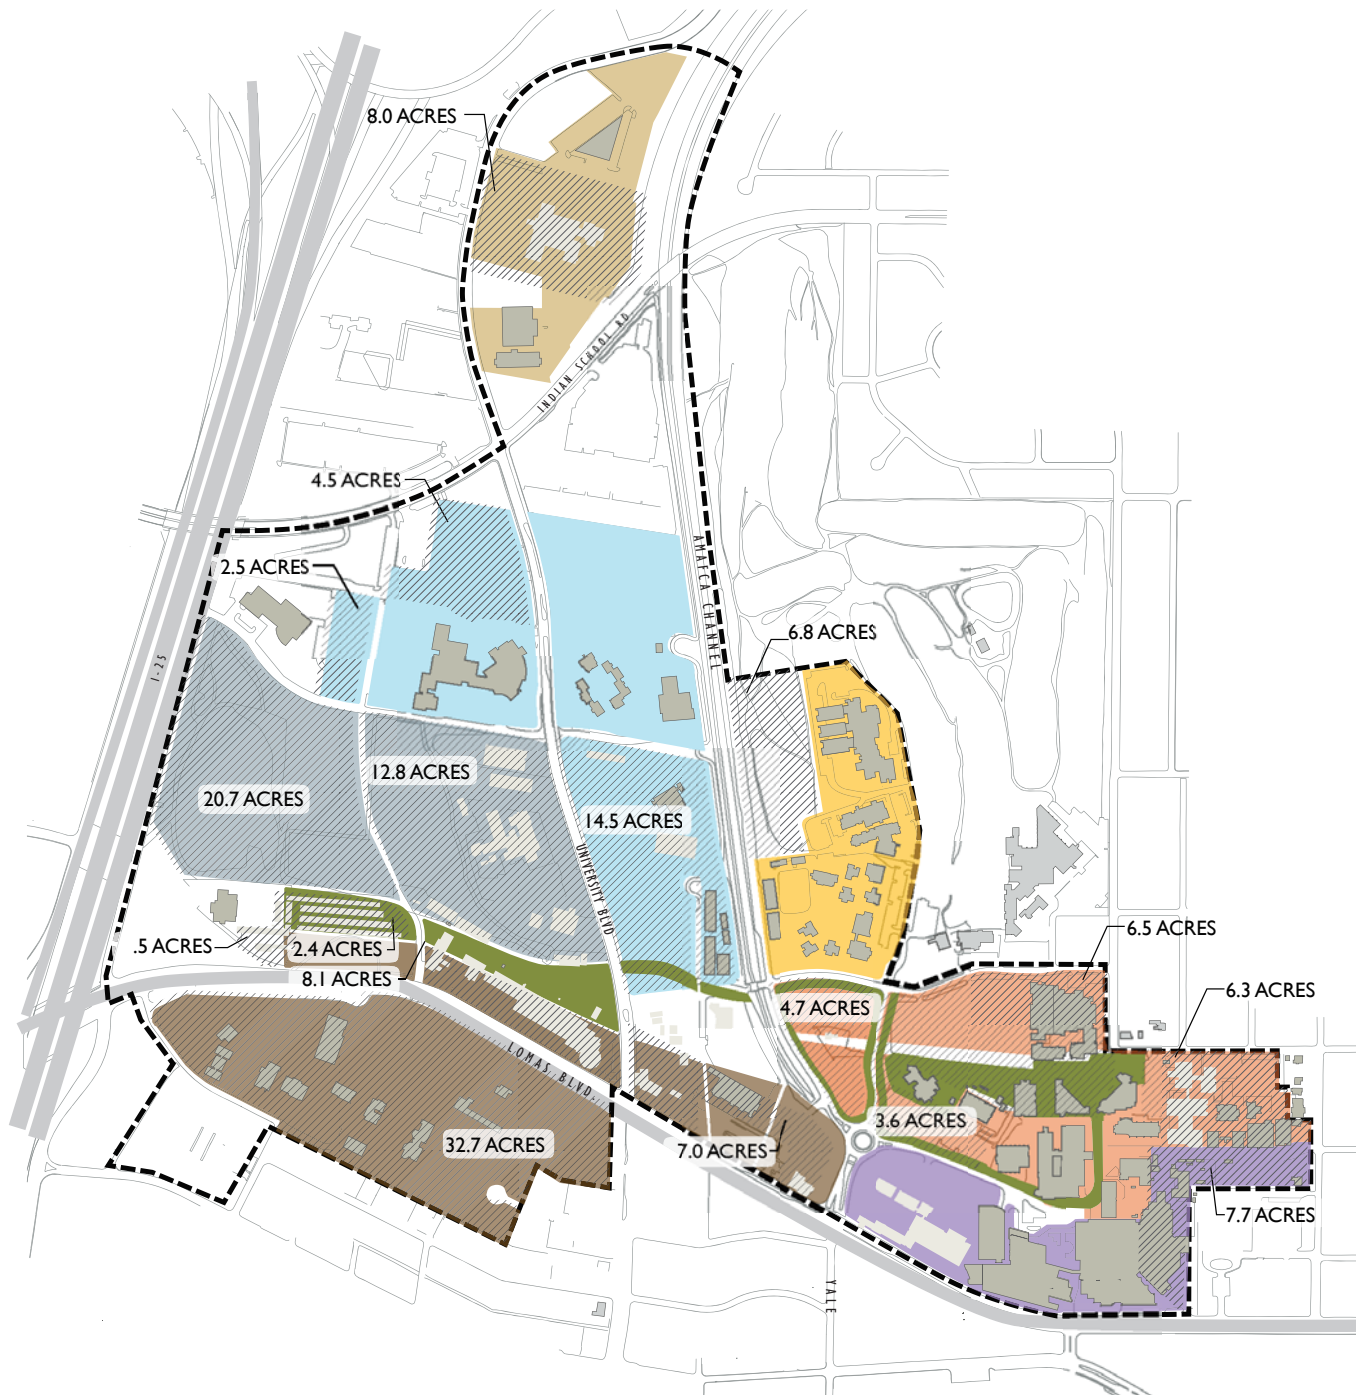 8.0 ACRES
INDIAN SCHOOL RD
4.5 ACRES
2.5 ACRES
AMAFCA CHANNEL
6.8 ACRES
I-25
12.8 ACRES
20.7 ACRES
14.5 ACRES
UNIVERSITY BLVD
.5 ACRES
2.4 ACRES
8.1 ACRES
6.5 ACRES
4.7 ACRES
6.3 ACRES
LOMAS BLVD.
3.6 ACRES
32.7 ACRES
7.0 ACRES
7.7 ACRES
YALE